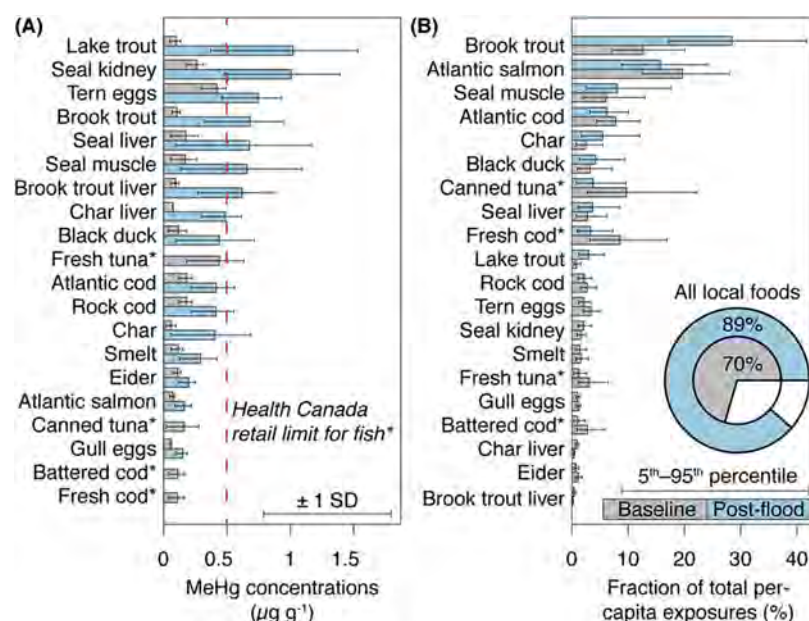 (A)
Lake trout
Seal kidney
Tern eggs
Brook trout
Seal liver
Seal muscle
Brook trout liver
Char liver
Black duck
Fresh tuna*
Atlantic cod
Rock cod
Char
Smelt
Eider
Atlantic salmon
Canned tuna*
Gull eggs
Battered cod*
Fresh cod*
Health Canada
retail limit for fish*
± 1 SD
0.0 0.5 1.0 1.5
MeHg concentrations
(µg g⁻¹)
(B)
Brook trout
Atlantic salmon
Seal muscle
Atlantic cod
Char
Black duck
Canned tuna*
Seal liver
Fresh cod*
Lake trout
Rock cod
Tern eggs
Seal kidney
Smelt
Fresh tuna*
Gull eggs
Battered cod*
Char liver
Eider
Brook trout liver
All local foods
89%
70%
5th–95th percentile
Baseline Post-flood
0 10 20 30 40
Fraction of total per-
capita exposures (%)